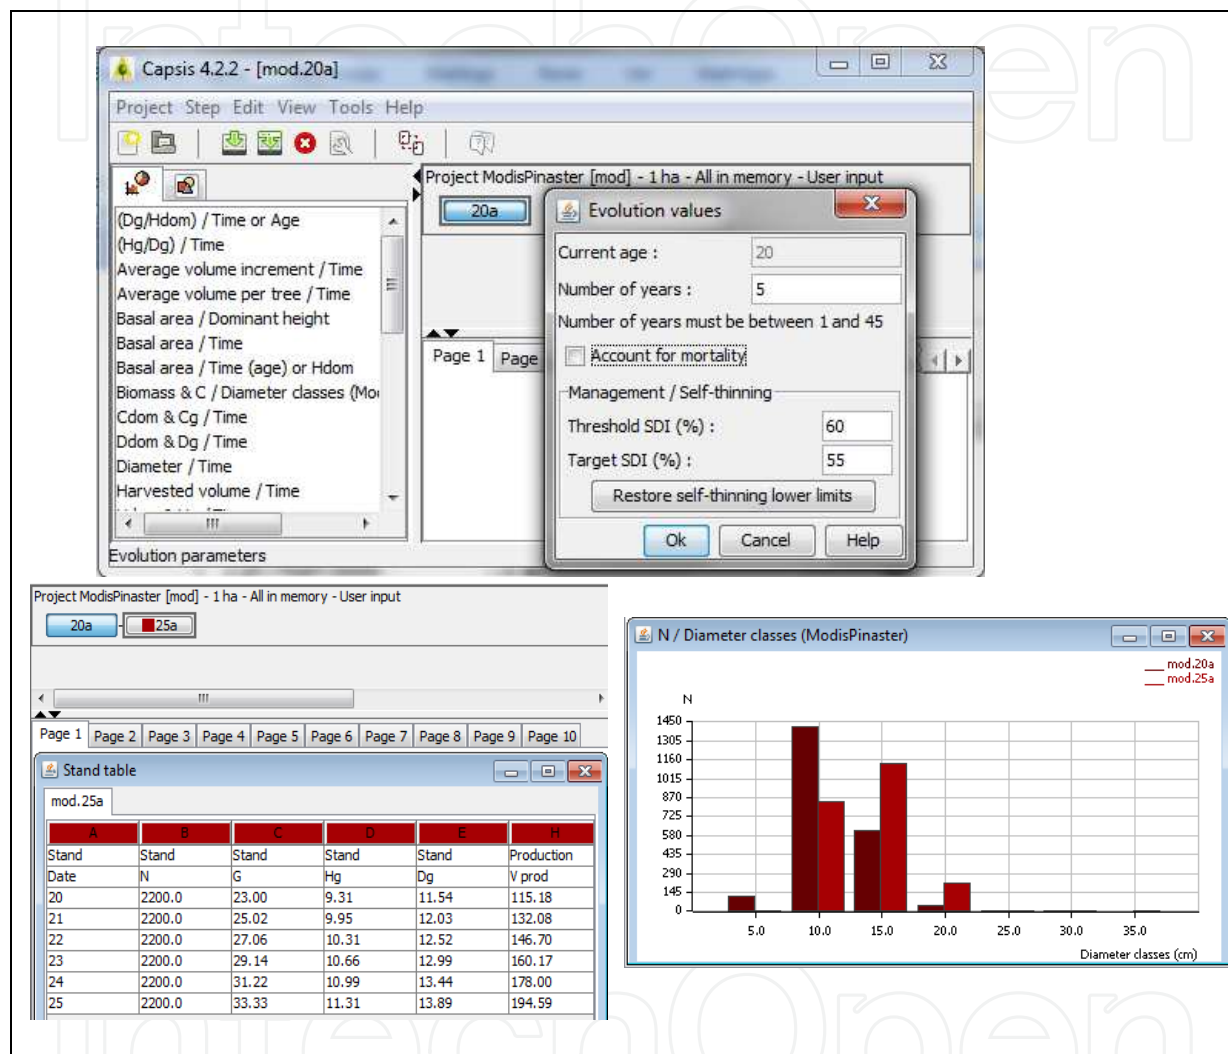 IntechOpen
Capsis 4.2.2 - [mod.20a]
Project Step Edit View Tools Help
Project ModisPinaster [mod] - 1 ha - All in memory - User input
20a
(Dg/Hdom) / Time or Age
(Hg/Dg) / Time
Average volume increment / Time
Average volume per tree / Time
Basal area / Dominant height
Basal area / Time
Basal area / Time (age) or Hdom
Biomass & C / Diameter classes (Mo
Cdom & Cg / Time
Ddom & Dg / Time
Diameter / Time
Harvested volume / Time
Evolution parameters
Page 1 Page
Evolution values
Current age : 20
Number of years : 5
Number of years must be between 1 and 45
Account for mortality
Management / Self-thinning
Threshold SDI (%) : 60
Target SDI (%) : 55
Restore self-thinning lower limits
Ok Cancel Help
Project ModisPinaster [mod] - 1 ha - All in memory - User input
20a 25a
Page 1 Page 2 Page 3 Page 4 Page 5 Page 6 Page 7 Page 8 Page 9 Page 10
Stand table
mod.25a
A B C D E H
Stand Stand Stand Stand Stand Production
Date N G Hg Dg V prod
20 2200.0 23.00 9.31 11.54 115.18
21 2200.0 25.02 9.95 12.03 132.08
22 2200.0 27.06 10.31 12.52 146.70
23 2200.0 29.14 10.66 12.99 160.17
24 2200.0 31.22 10.99 13.44 178.00
25 2200.0 33.33 11.31 13.89 194.59
N / Diameter classes (ModisPinaster)
mod.20a
mod.25a
N
1450
1305
1160
1015
870
725
580
435
290
145
0
5.0 10.0 15.0 20.0 25.0 30.0 35.0
Diameter classes (cm)
IntechOpen